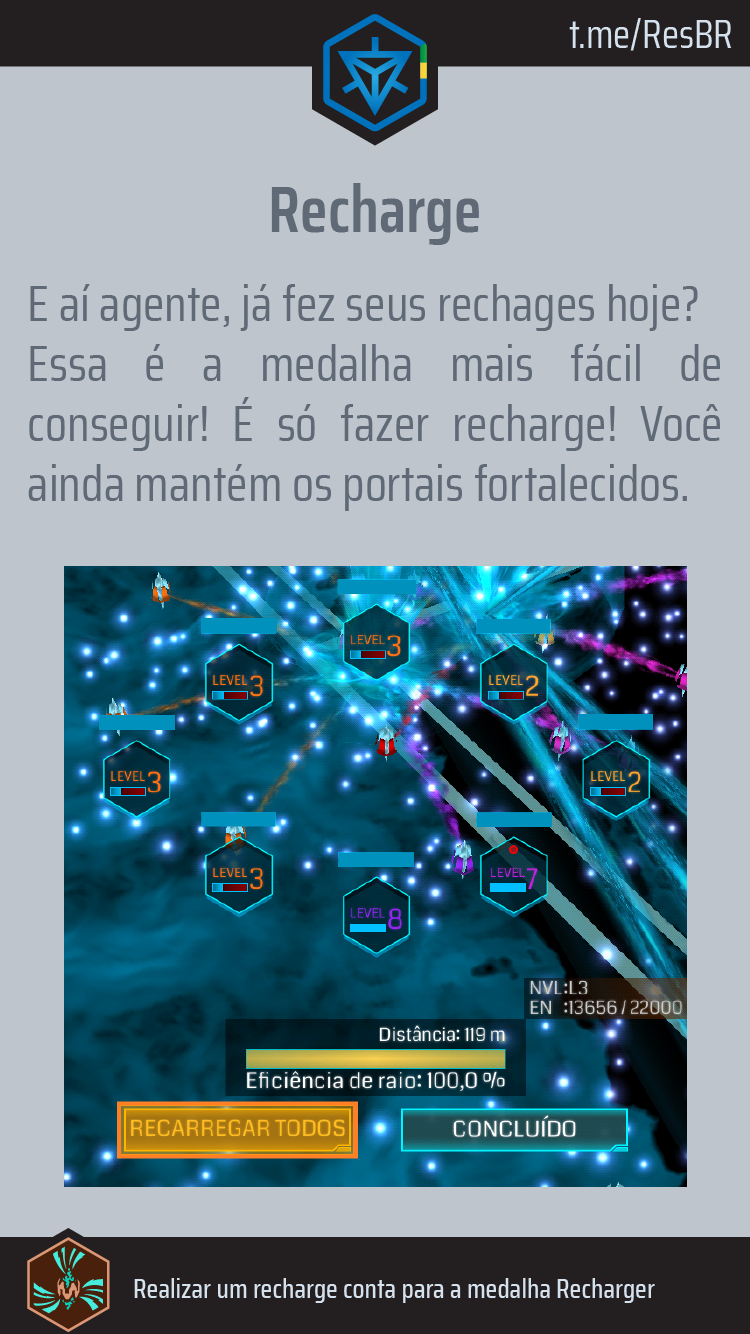 t.me/ResBR
Recharge
E aí agente, já fez seus rechages hoje?
Essa é a medalha mais fácil de
conseguir! É só fazer recharge! Você
ainda mantém os portais fortalecidos.
LEVEL 3
LEVEL 3
LEVEL 2
LEVEL 3
LEVEL 2
LEVEL 3
LEVEL 7
LEVEL 8
NVL:L3
EN :13656 / 22000
Distância: 119 m
Eficiência de raio: 100,0 %
RECARREGAR TODOS
CONCLUÍDO
Realizar um recharge conta para a medalha Recharger